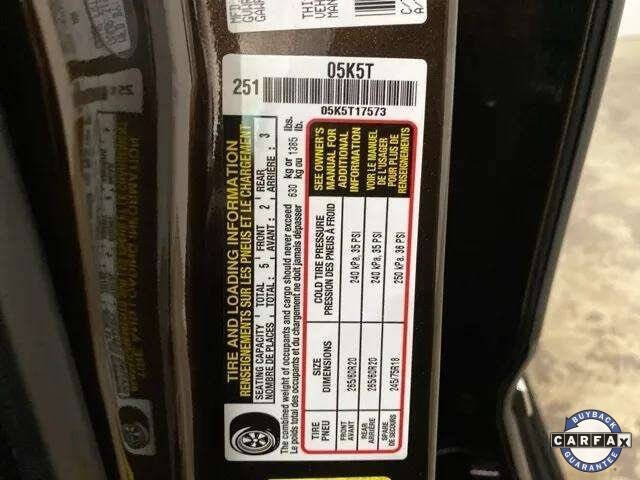 05K5T
251
05K5T17573
TIRE AND LOADING INFORMATION
RENSEIGNEMENTS SUR LES PNEUS ET LE CHARGEMENT
SEATING CAPACITY TOTAL: 5 FRONT : 2 REAR : 3
NOMBRE DE PLACES TOTAL: 5 AVANT : 2 ARRIÈRE : 3
The combined weight of occupants and cargo should never exceed 630 kg or 1385 lbs.
Le poids total des occupants et du chargement ne doit jamais dépasser 630 kg ou 1385 lb.
TIRE SIZE COLD TIRE PRESSURE
PNEU DIMENSIONS PRESSION DES PNEUS À FROID
FRONT 265/60R20 240 kPa, 35 PSI
AVANT
REAR 265/60R20 240 kPa, 35 PSI
ARRIÈRE
SPARE 245/75R18 250 kPa, 36 PSI
DE SECOURS
SEE OWNER'S
MANUAL FOR
ADDITIONAL
INFORMATION
VOIR LE MANUEL
DE L'USAGER
POUR PLUS DE
RENSEIGNEMENTS
BUYBACK
CARFAX
GUARANTEE